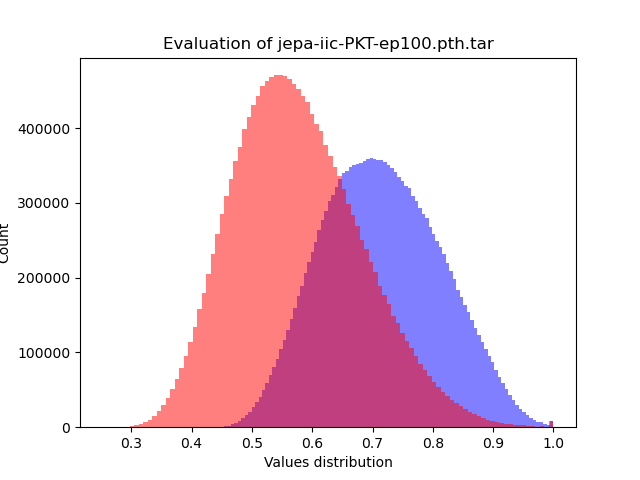 Evaluation of jepa-iic-PKT-ep100.pth.tar
Count
400000
300000
200000
100000
0
0.3 0.4 0.5 0.6 0.7 0.8 0.9 1.0
Values distribution